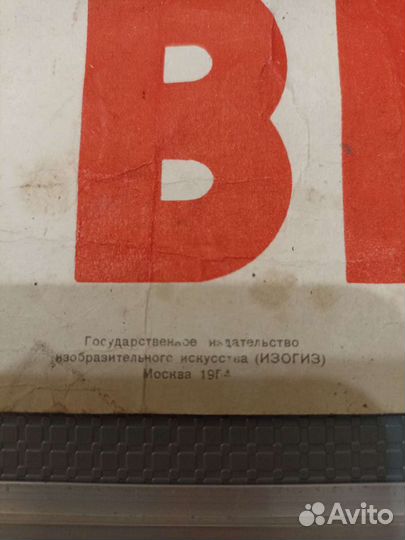 В
Государственное издательство
изобразительного искусства (ИЗОГИЗ)
Москва
Avito